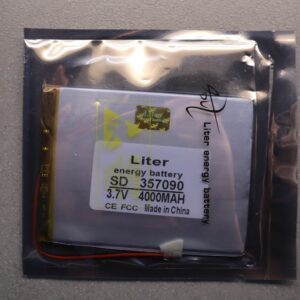 Liter
energy battery
SD 357090
3.7V 4000MAH
CE FCC Made in China
Liter energy battery